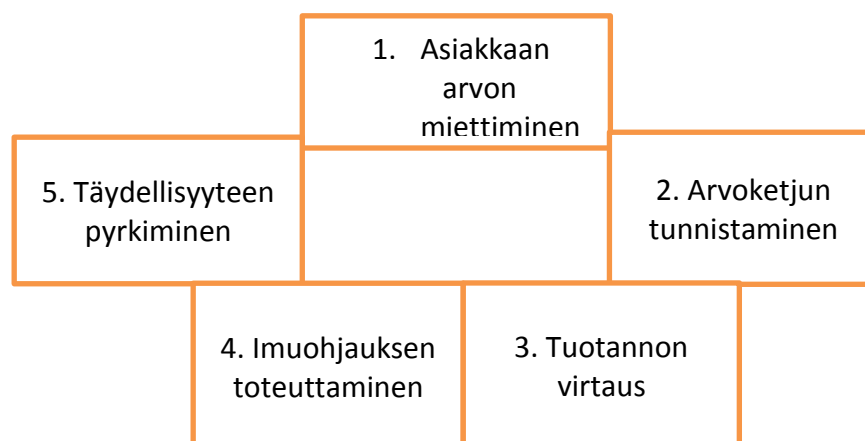 1. Asiakkaan
arvon
miettiminen
2. Arvoketjun
tunnistaminen
3. Tuotannon
virtaus
4. Imuohjauksen
toteuttaminen
5. Täydellisyyteen
pyrkiminen